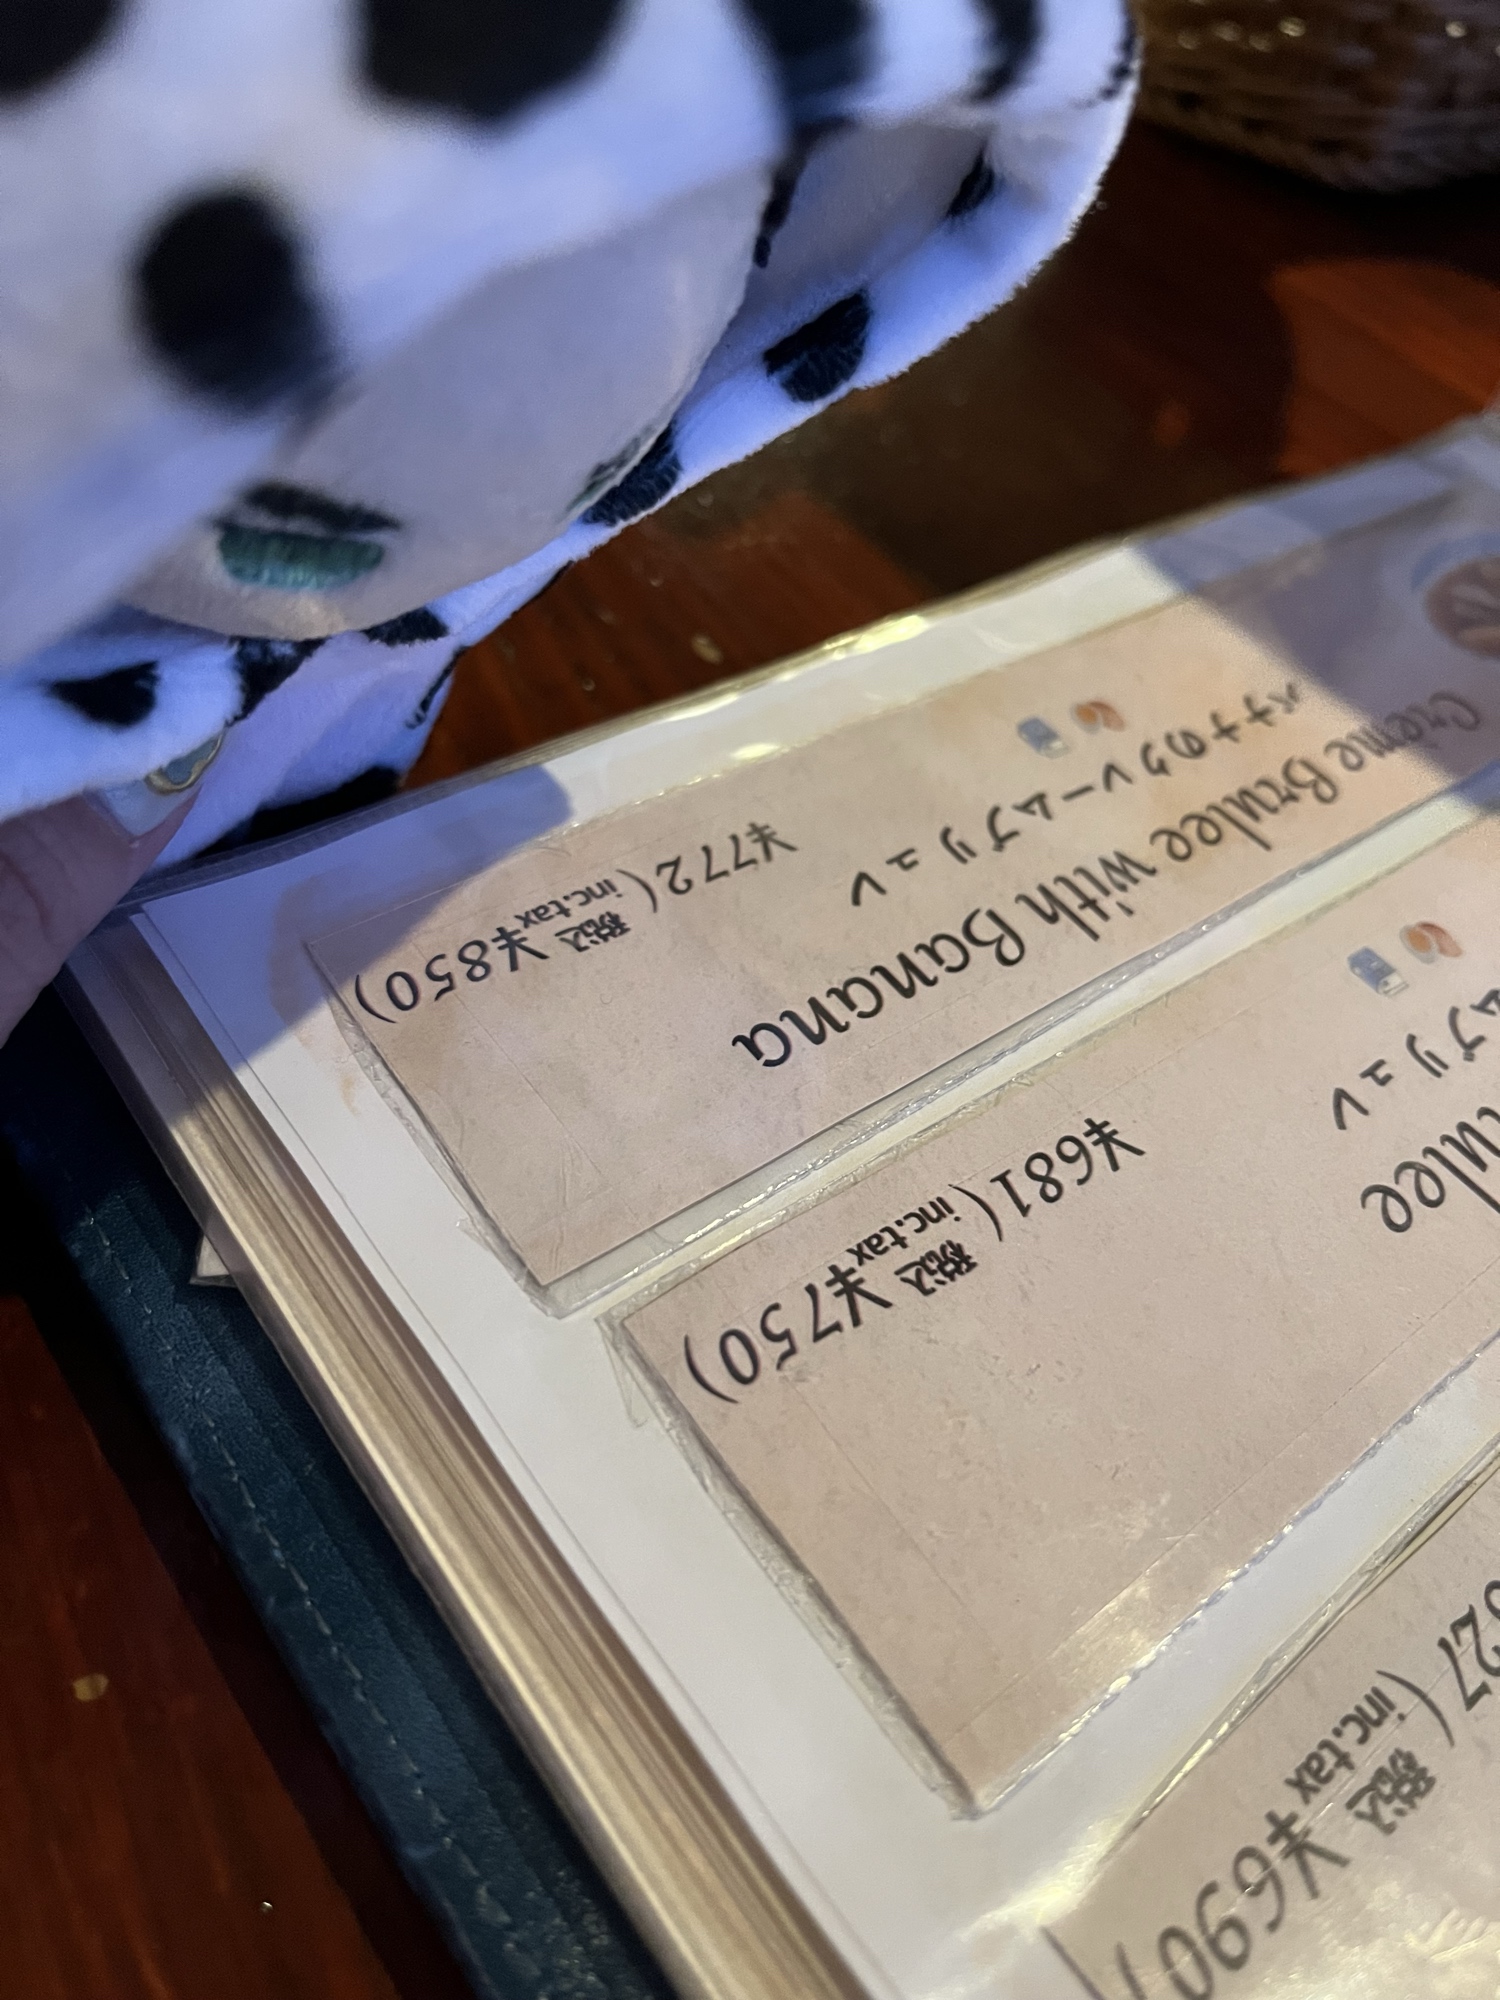 Creme Brulee with Banana
バナナのクレームブリュレ
¥772(税込 inc.tax ¥850)
ulee
ームブリュレ
¥681(税込 inc.tax ¥750)
27(税込 inc.tax ¥690)